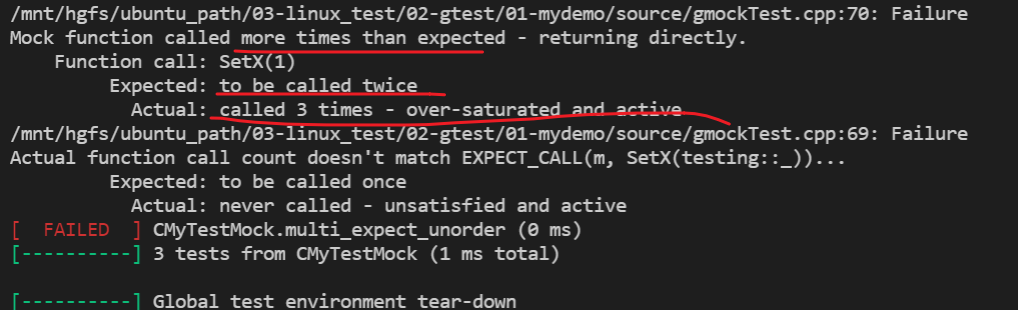 /mnt/hgfs/ubuntu_path/03-linux_test/02-gtest/01-mydemo/source/gmockTest.cpp:70: Failure
Mock function called more times than expected - returning directly.
    Function call: SetX(1)
         Expected: to be called twice
           Actual: called 3 times - over-saturated and active
/mnt/hgfs/ubuntu_path/03-linux_test/02-gtest/01-mydemo/source/gmockTest.cpp:69: Failure
Actual function call count doesn't match EXPECT_CALL(m, SetX(testing::_))...
         Expected: to be called once
           Actual: never called - unsatisfied and active
[  FAILED  ] CMyTestMock.multi_expect_unorder (0 ms)
[----------] 3 tests from CMyTestMock (1 ms total)
[----------] Global test environment tear-down